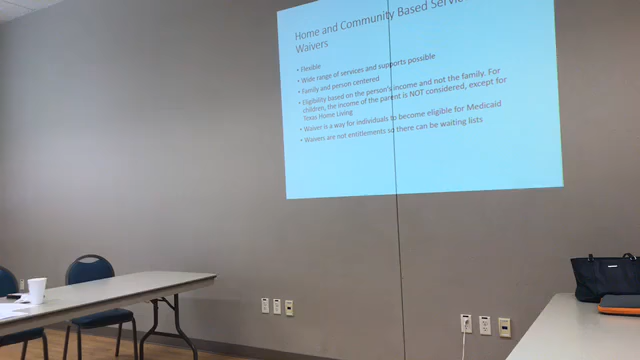 Home and Community Based
Waivers
• Flexible
• Wide range of services and supports possible
• Family and person centered
• Eligibility based on the person's income and not the family. For
children, the income of the parent is NOT considered, except for
Texas Home Living
• Waiver is a way for individuals to become eligible for Medicaid
• Waivers are not entitlements so there can be waiting lists